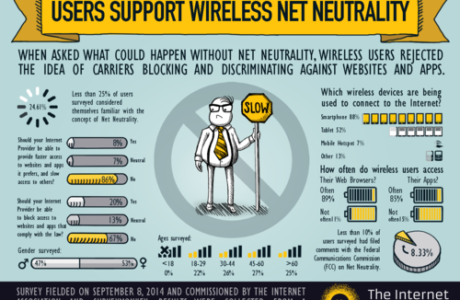 USERS SUPPORT WIRELESS NET NEUTRALITY
WHEN ASKED WHAT COULD HAPPEN WITHOUT NET NEUTRALITY, WIRELESS USERS REJECTED
THE IDEA OF CARRIERS BLOCKING AND DISCRIMINATING AGAINST WEBSITES AND APPS.
24.61%
Less than 25% of users
surveyed considered
themselves familiar with the
concept of Net Neutrality.
Should your Internet
Provider be able to
provide faster access
to websites and apps
it prefers, and slow
access to others?
8% Yes
7% Neutral
86% No
Should your Internet
Provider be able
to block access to
websites and apps that
comply with the law?
20% Yes
13% Neutral
67% No
Gender surveyed:
47% 53%
SLOW
Ages surveyed:
<18 18-29 30-44 45-60 >60
0% 22% 26% 27% 25%
Which wireless devices are being
used to connect to the Internet?
Smartphone 88%
Tablet 52%
Mobile Hotspot 7%
Other 13%
How often do wireless users access
Their Web Browsers? Their Apps?
Often
89%
Often
85%
Not
often
Not
often
Less than 10% of
users surveyed had filed
comments with the Federal
Communications Commission
(FCC) on Net Neutrality.
8.33%
SURVEY FIELDED ON SEPTEMBER 8, 2014 AND COMMISSIONED BY THE INTERNET
The Internet